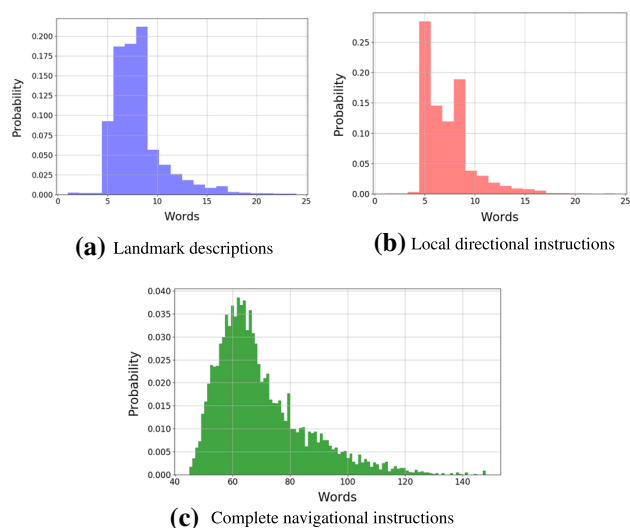 0.200
0.175
0.150
0.125
0.100
0.075
0.050
0.025
0.000
Probability
0 5 10 15 20 25
Words
(a) Landmark descriptions
0.25
0.20
0.15
0.10
0.05
0.00
Probability
0 5 10 15 20 25
Words
(b) Local directional instructions
0.040
0.035
0.030
0.025
0.020
0.015
0.010
0.005
0.000
Probability
40 60 80 100 120 140
Words
(c) Complete navigational instructions